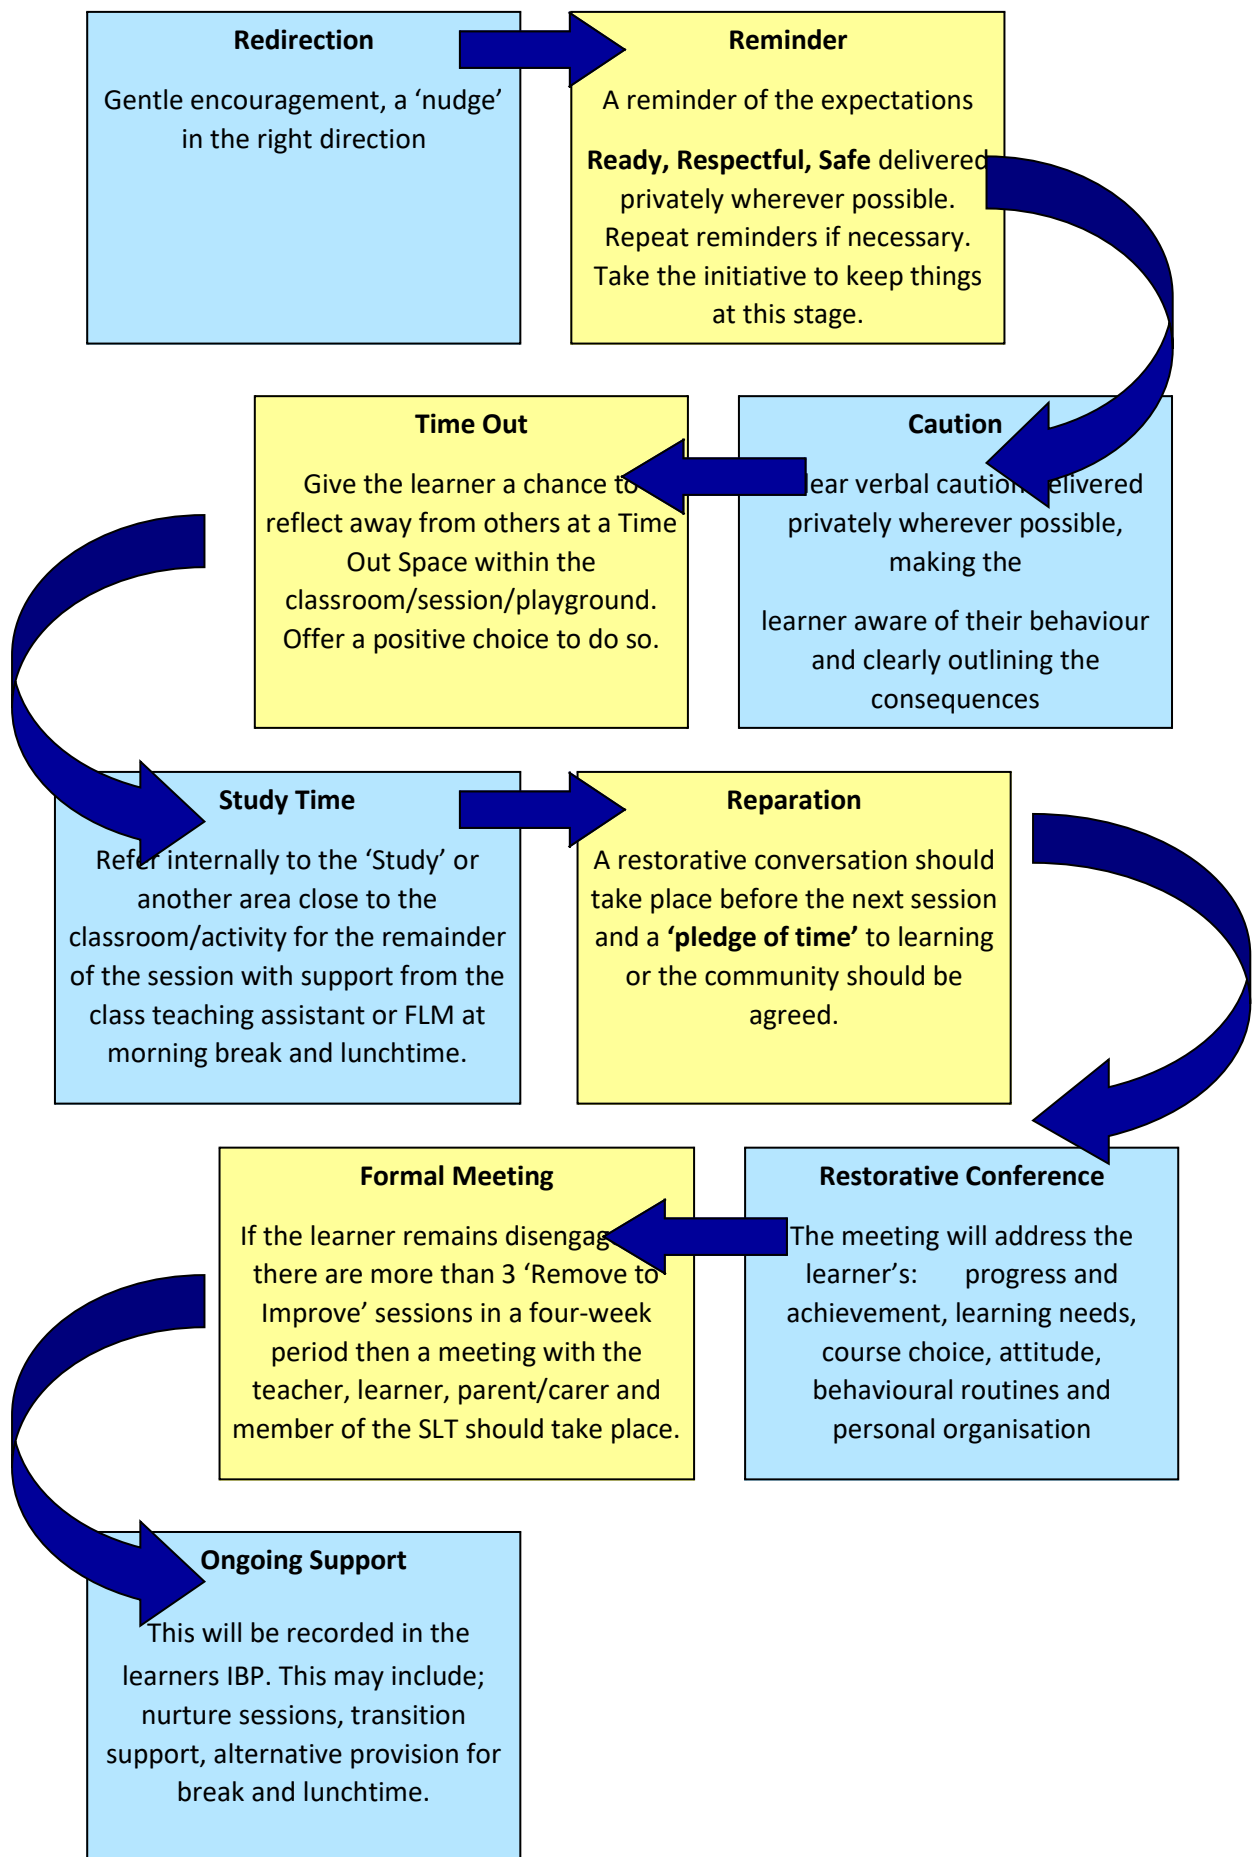 Redirection
Gentle encouragement, a ‘nudge’
in the right direction
Reminder
A reminder of the expectations
Ready, Respectful, Safe delivered
privately wherever possible.
Repeat reminders if necessary.
Take the initiative to keep things
at this stage.
Caution
lear verbal caution elivered
privately wherever possible,
making the
learner aware of their behaviour
and clearly outlining the
consequences
Time Out
Give the learner a chance to
reflect away from others at a Time
Out Space within the
classroom/session/playground.
Offer a positive choice to do so.
Study Time
Refer internally to the ‘Study’ or
another area close to the
classroom/activity for the remainder
of the session with support from the
class teaching assistant or FLM at
morning break and lunchtime.
Reparation
A restorative conversation should
take place before the next session
and a ‘pledge of time’ to learning
or the community should be
agreed.
Restorative Conference
The meeting will address the
learner’s: progress and
achievement, learning needs,
course choice, attitude,
behavioural routines and
personal organisation
Formal Meeting
If the learner remains disengag
there are more than 3 ‘Remove to
Improve’ sessions in a four-week
period then a meeting with the
teacher, learner, parent/carer and
member of the SLT should take place.
Ongoing Support
This will be recorded in the
learners IBP. This may include;
nurture sessions, transition
support, alternative provision for
break and lunchtime.